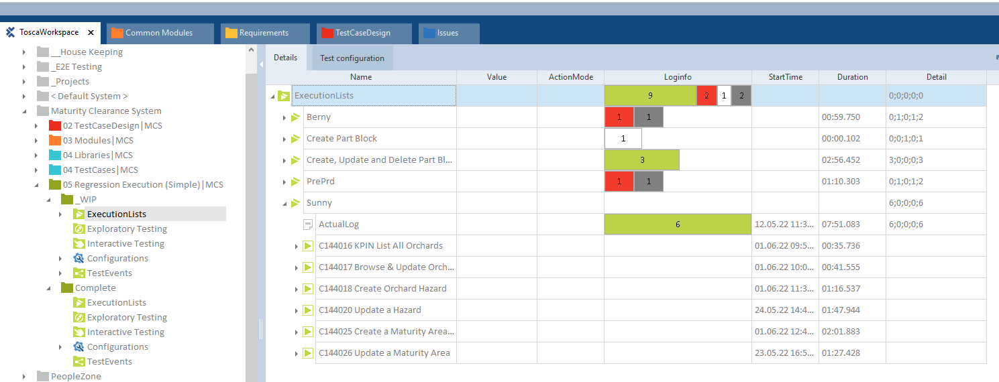 ToscaWorkspace
Common Modules
Requirements
TestCaseDesign
Issues
__House Keeping
_E2E Testing
_Projects
< Default System >
Maturity Clearance System
02 TestCaseDesign|MCS
03 Modules|MCS
04 Libraries|MCS
04 TestCases|MCS
05 Regression Execution (Simple)|MCS
_WIP
ExecutionLists
Exploratory Testing
Interactive Testing
Configurations
TestEvents
Complete
ExecutionLists
Exploratory Testing
Interactive Testing
Configurations
TestEvents
PeopleZone
Details
Test configuration
Name Value ActionMode Loginfo StartTime Duration Detail
ExecutionLists 9 2 1 2 0;0;0;0;0
Berny 1 1 00:59.750 0;1;0;1;2
Create Part Block 1 00:00.102 0;0;1;0;1
Create, Update and Delete Part Bl... 3 02:56.452 3;0;0;0;3
PrePrd 1 1 01:10.303 0;1;0;1;2
Sunny 6;0;0;0;6
ActualLog 6 12.05.22 11:3... 07:51.083 6;0;0;0;6
C144016 KPIN List All Orchards 01.06.22 09:5... 00:35.736
C144017 Browse & Update Orch... 01.06.22 10:0... 00:41.555
C144018 Create Orchard Hazard 01.06.22 11:3... 01:16.537
C144020 Update a Hazard 24.05.22 14:4... 01:47.944
C144025 Create a Maturity Area... 01.06.22 12:4... 02:01.883
C144026 Update a Maturity Area 23.05.22 16:5... 01:27.428